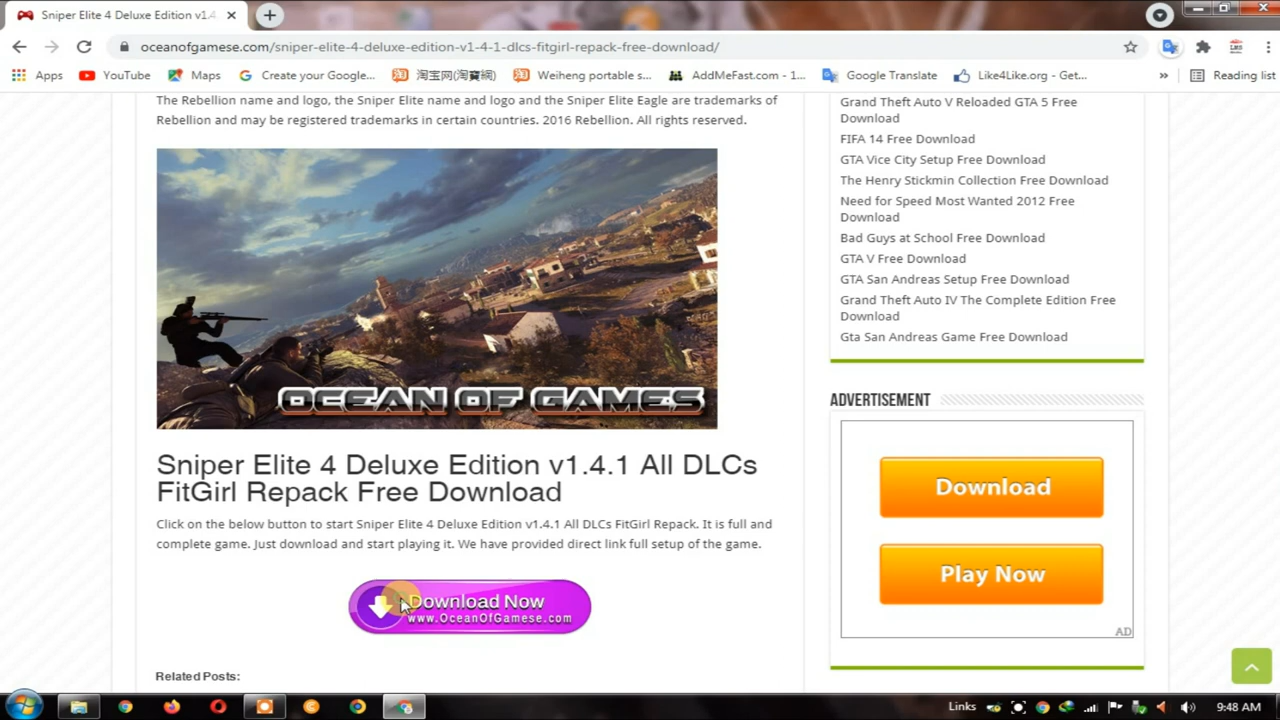 Sniper Elite 4 Deluxe Edition v1.4
oceanofgamese.com/sniper-elite-4-deluxe-edition-v1-4-1-dlcs-fitgirl-repack-free-download/
Apps
YouTube
Maps
Create your Google...
淘宝网(淘寶網)
Weiheng portable s...
AddMeFast.com - 1...
Google Translate
Like4Like.org - Get...
»
Reading list
The Rebellion name and logo, the Sniper Elite name and logo and the Sniper Elite Eagle are trademarks of
Rebellion and may be registered trademarks in certain countries. 2016 Rebellion. All rights reserved.
OCEAN OF GAMES
Sniper Elite 4 Deluxe Edition v1.4.1 All DLCs
FitGirl Repack Free Download
Click on the below button to start Sniper Elite 4 Deluxe Edition v1.4.1 All DLCs FitGirl Repack. It is full and
complete game. Just download and start playing it. We have provided direct link full setup of the game.
Download Now
www.OceanOfGamese.com
Related Posts:
Grand Theft Auto V Reloaded GTA 5 Free
Download
FIFA 14 Free Download
GTA Vice City Setup Free Download
The Henry Stickmin Collection Free Download
Need for Speed Most Wanted 2012 Free
Download
Bad Guys at School Free Download
GTA V Free Download
GTA San Andreas Setup Free Download
Grand Theft Auto IV The Complete Edition Free
Download
Gta San Andreas Game Free Download
ADVERTISEMENT
Download
Play Now
AD
Links
9:48 AM